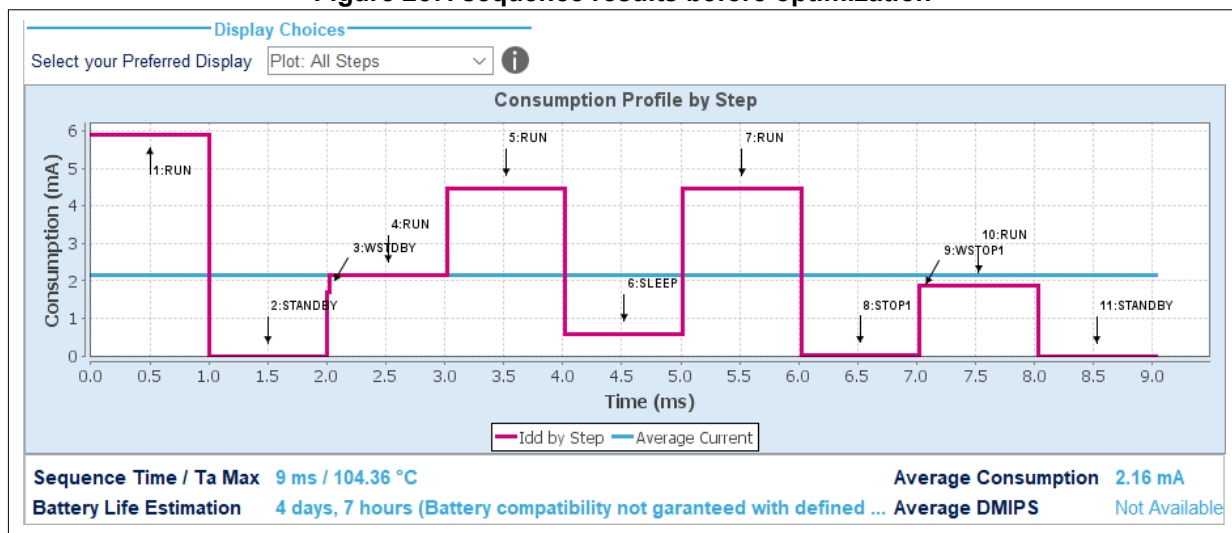 Display Choices
Select your Preferred Display Plot: All Steps
Consumption Profile by Step
Consumption (mA)
6
5
4
3
2
1
0
1:RUN
2:STANDBY
3:WSTDBY
4:RUN
5:RUN
6:SLEEP
7:RUN
8:STOP1
9:WSTOP1
10:RUN
11:STANDBY
0.0 0.5 1.0 1.5 2.0 2.5 3.0 3.5 4.0 4.5 5.0 5.5 6.0 6.5 7.0 7.5 8.0 8.5 9.0
Time (ms)
Idd by Step Average Current
Sequence Time / Ta Max 9 ms / 104.36 °C Average Consumption 2.16 mA
Battery Life Estimation 4 days, 7 hours (Battery compatibility not garanteed with defined ... Average DMIPS Not Available